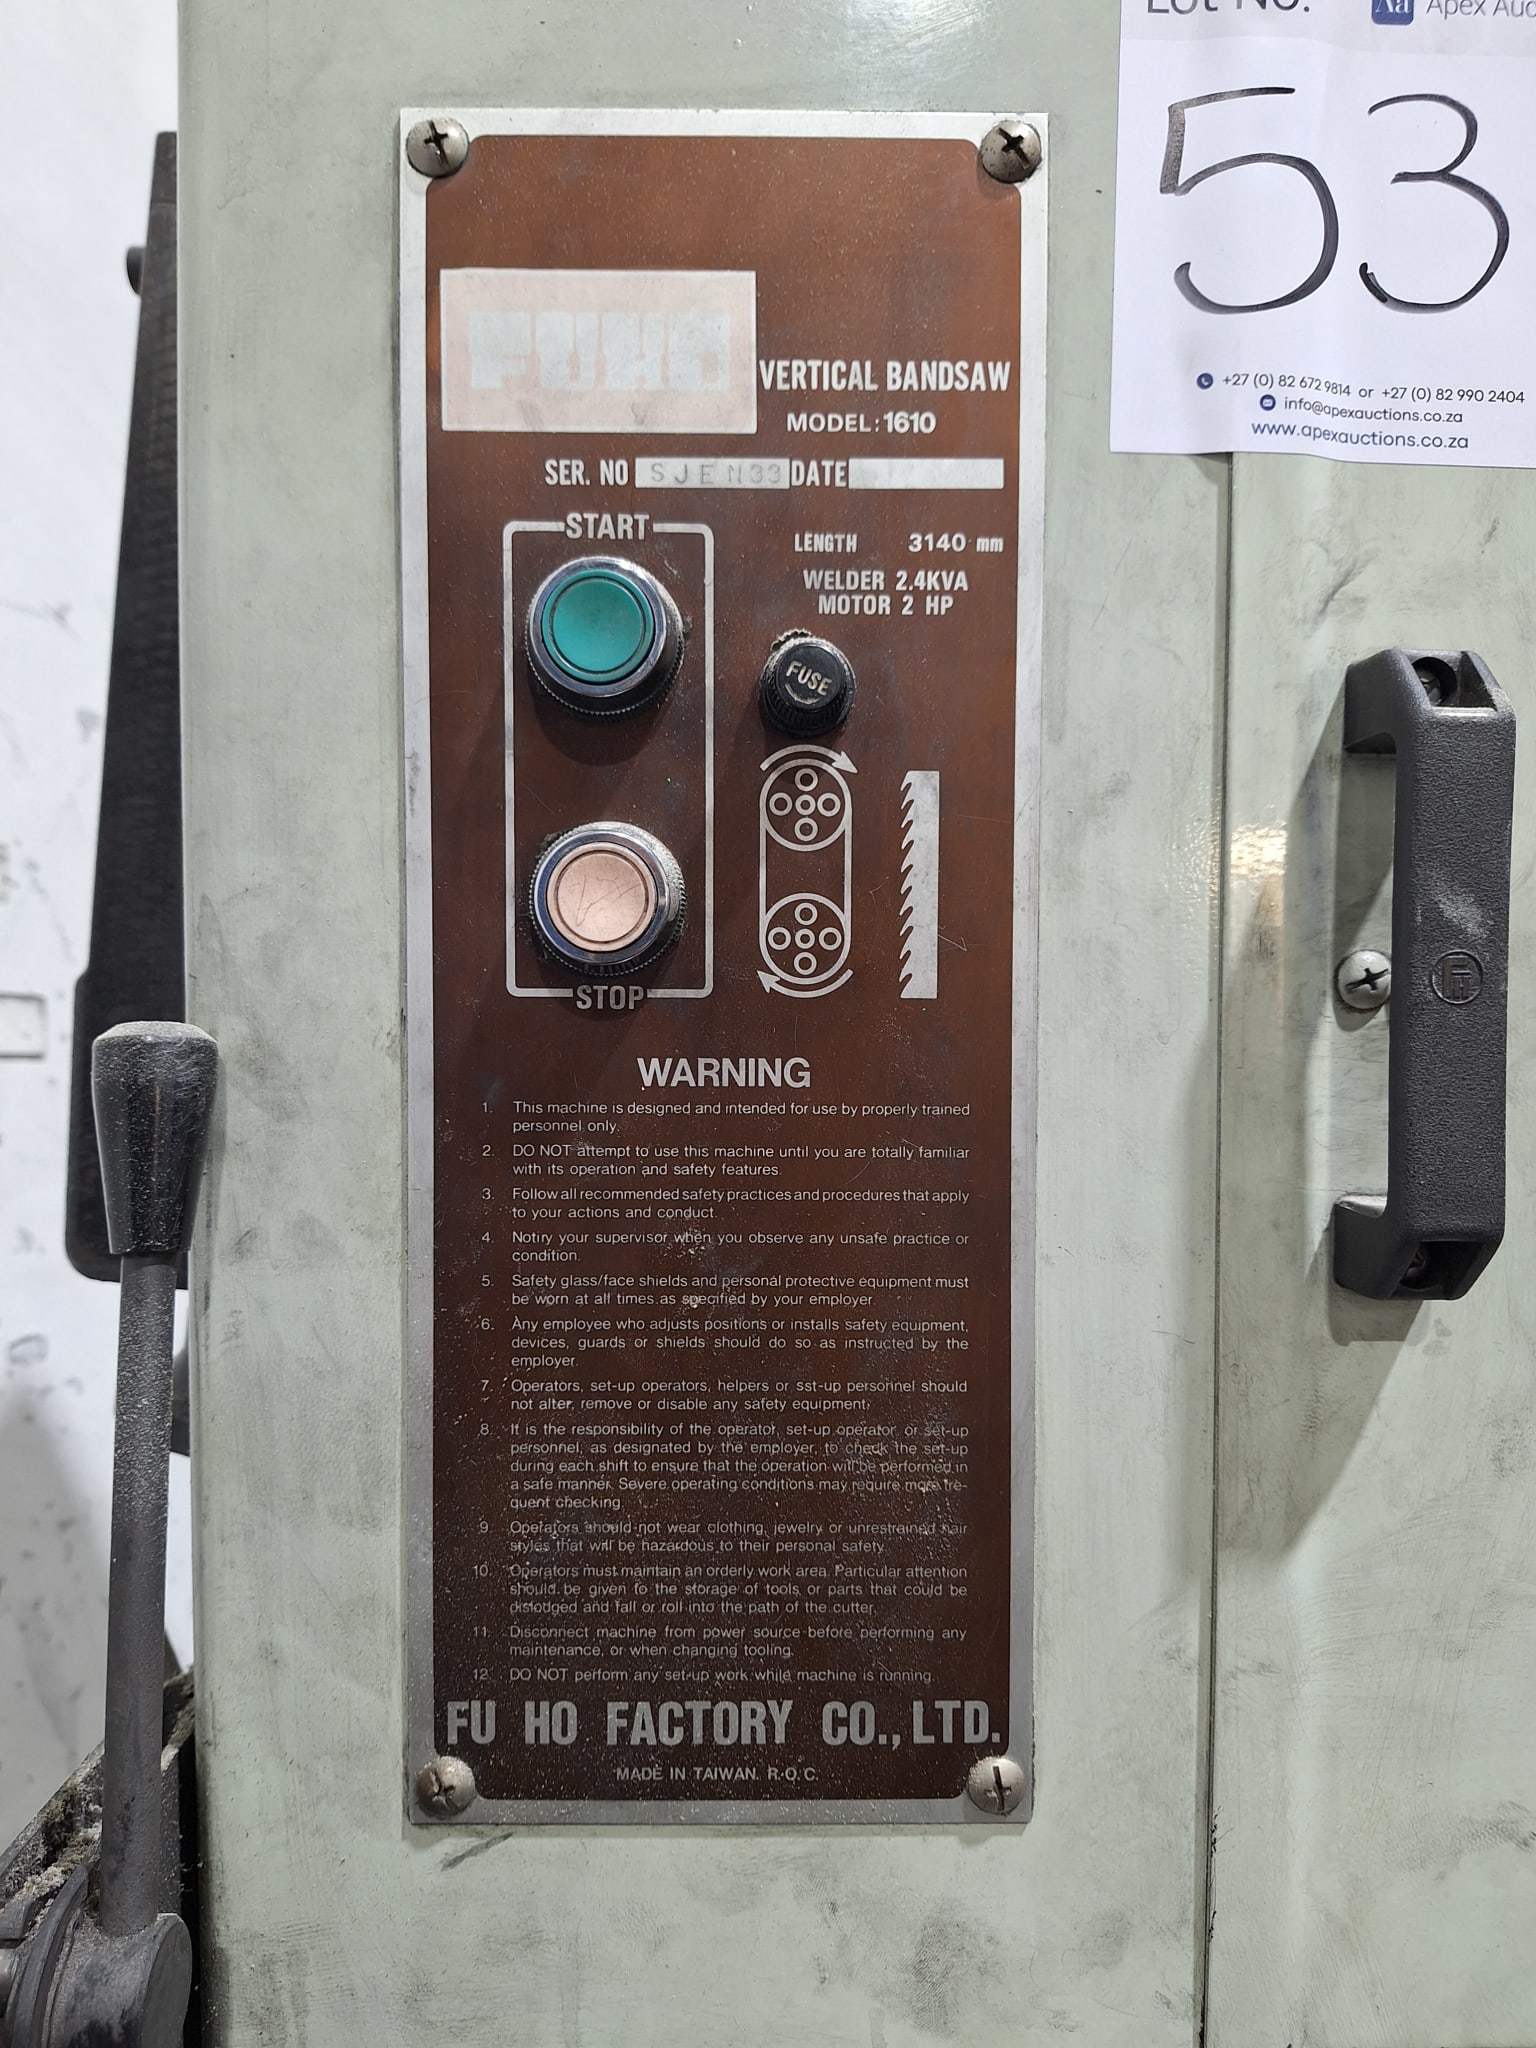 Lot No.
Aa Apex Auc
53
+27 (0) 82 672 9814 or +27 (0) 82 990 2404
info@apexauctions.co.za
www.apexauctions.co.za
FUHO
VERTICAL BANDSAW
MODEL: 1610
SER. NO SJEN33 DATE
START
LENGTH 3140 mm
WELDER 2.4KVA
MOTOR 2 HP
FUSE
STOP
WARNING
1. This machine is designed and intended for use by properly trained
personnel only.
2. DO NOT attempt to use this machine until you are totally familiar
with its operation and safety features.
3. Follow all recommended safety practices and procedures that apply
to your actions and conduct.
4. Notiry your supervisor when you observe any unsafe practice or
condition.
5. Safety glass/face shields and personal protective equipment must
be worn at all times as specified by your employer.
6. Any employee who adjusts positions or installs safety equipment,
devices, guards or shields should do so as instructed by the
employer.
7. Operators, set-up operators, helpers or sst-up personnel should
not alter, remove or disable any safety equipment.
8. It is the responsibility of the operator, set-up operator, or set-up
personnel, as designated by the employer, to check the set-up
during each shift to ensure that the operation will be performed in
a safe manner. Severe operating conditions may require more fre-
quent checking.
9. Operators should not wear clothing, jewelry or unrestrained hair
styles that will be hazardous to their personal safety.
10. Operators must maintain an orderly work area. Particular attention
should be given to the storage of tools, or parts that could be
dislodged and fall or roll into the path of the cutter.
11. Disconnect machine from power source before performing any
maintenance, or when changing tooling.
12. DO NOT perform any set-up work while machine is running.
FU HO FACTORY CO., LTD.
MADE IN TAIWAN. R.O.C.